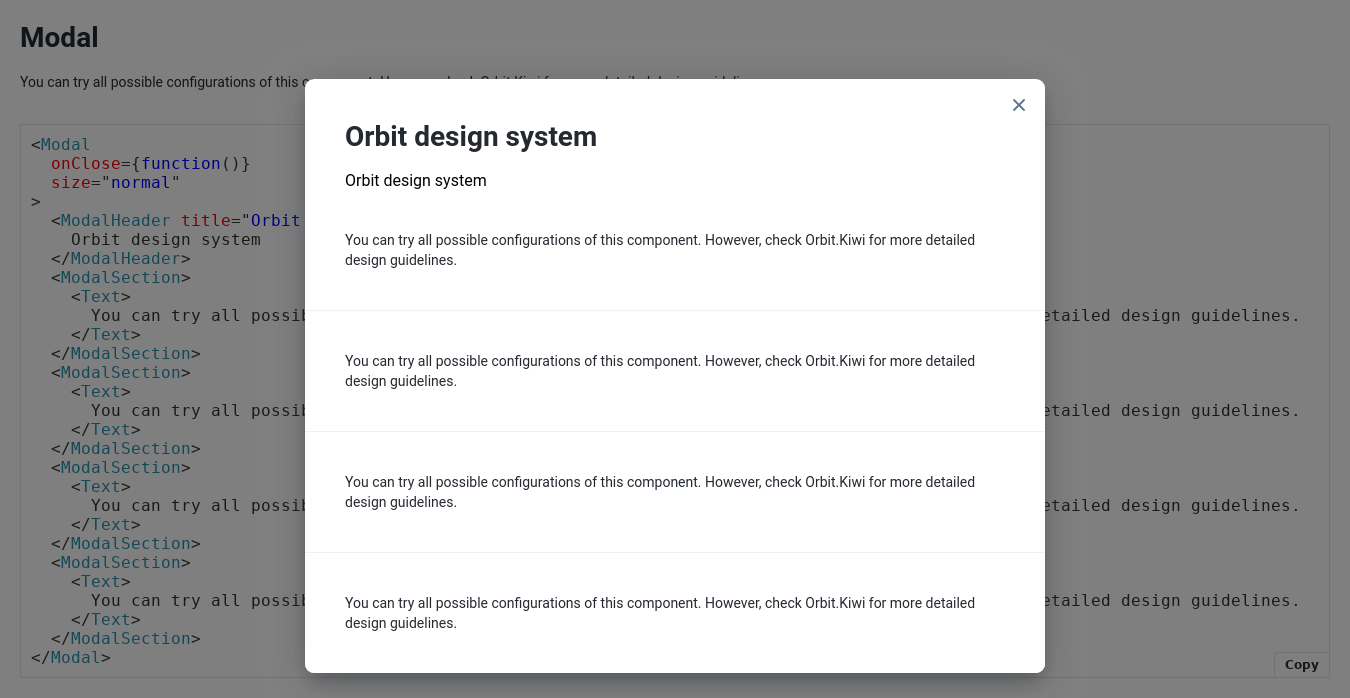 Modal
You can try all possible configurations of this
<Modal
onClose={function()}
size="normal"
>
<ModalHeader title="Orbit
Orbit design system
</ModalHeader>
<ModalSection>
<Text>
You can try all possib
etailed design guidelines.
</Text>
</ModalSection>
<ModalSection>
<Text>
You can try all possib
etailed design guidelines.
</Text>
</ModalSection>
<ModalSection>
<Text>
You can try all possib
etailed design guidelines.
</Text>
</ModalSection>
<ModalSection>
<Text>
You can try all possib
etailed design guidelines.
</Text>
</ModalSection>
</Modal>
Copy
Orbit design system
Orbit design system
You can try all possible configurations of this component. However, check Orbit.Kiwi for more detailed
design guidelines.
You can try all possible configurations of this component. However, check Orbit.Kiwi for more detailed
design guidelines.
You can try all possible configurations of this component. However, check Orbit.Kiwi for more detailed
design guidelines.
You can try all possible configurations of this component. However, check Orbit.Kiwi for more detailed
design guidelines.